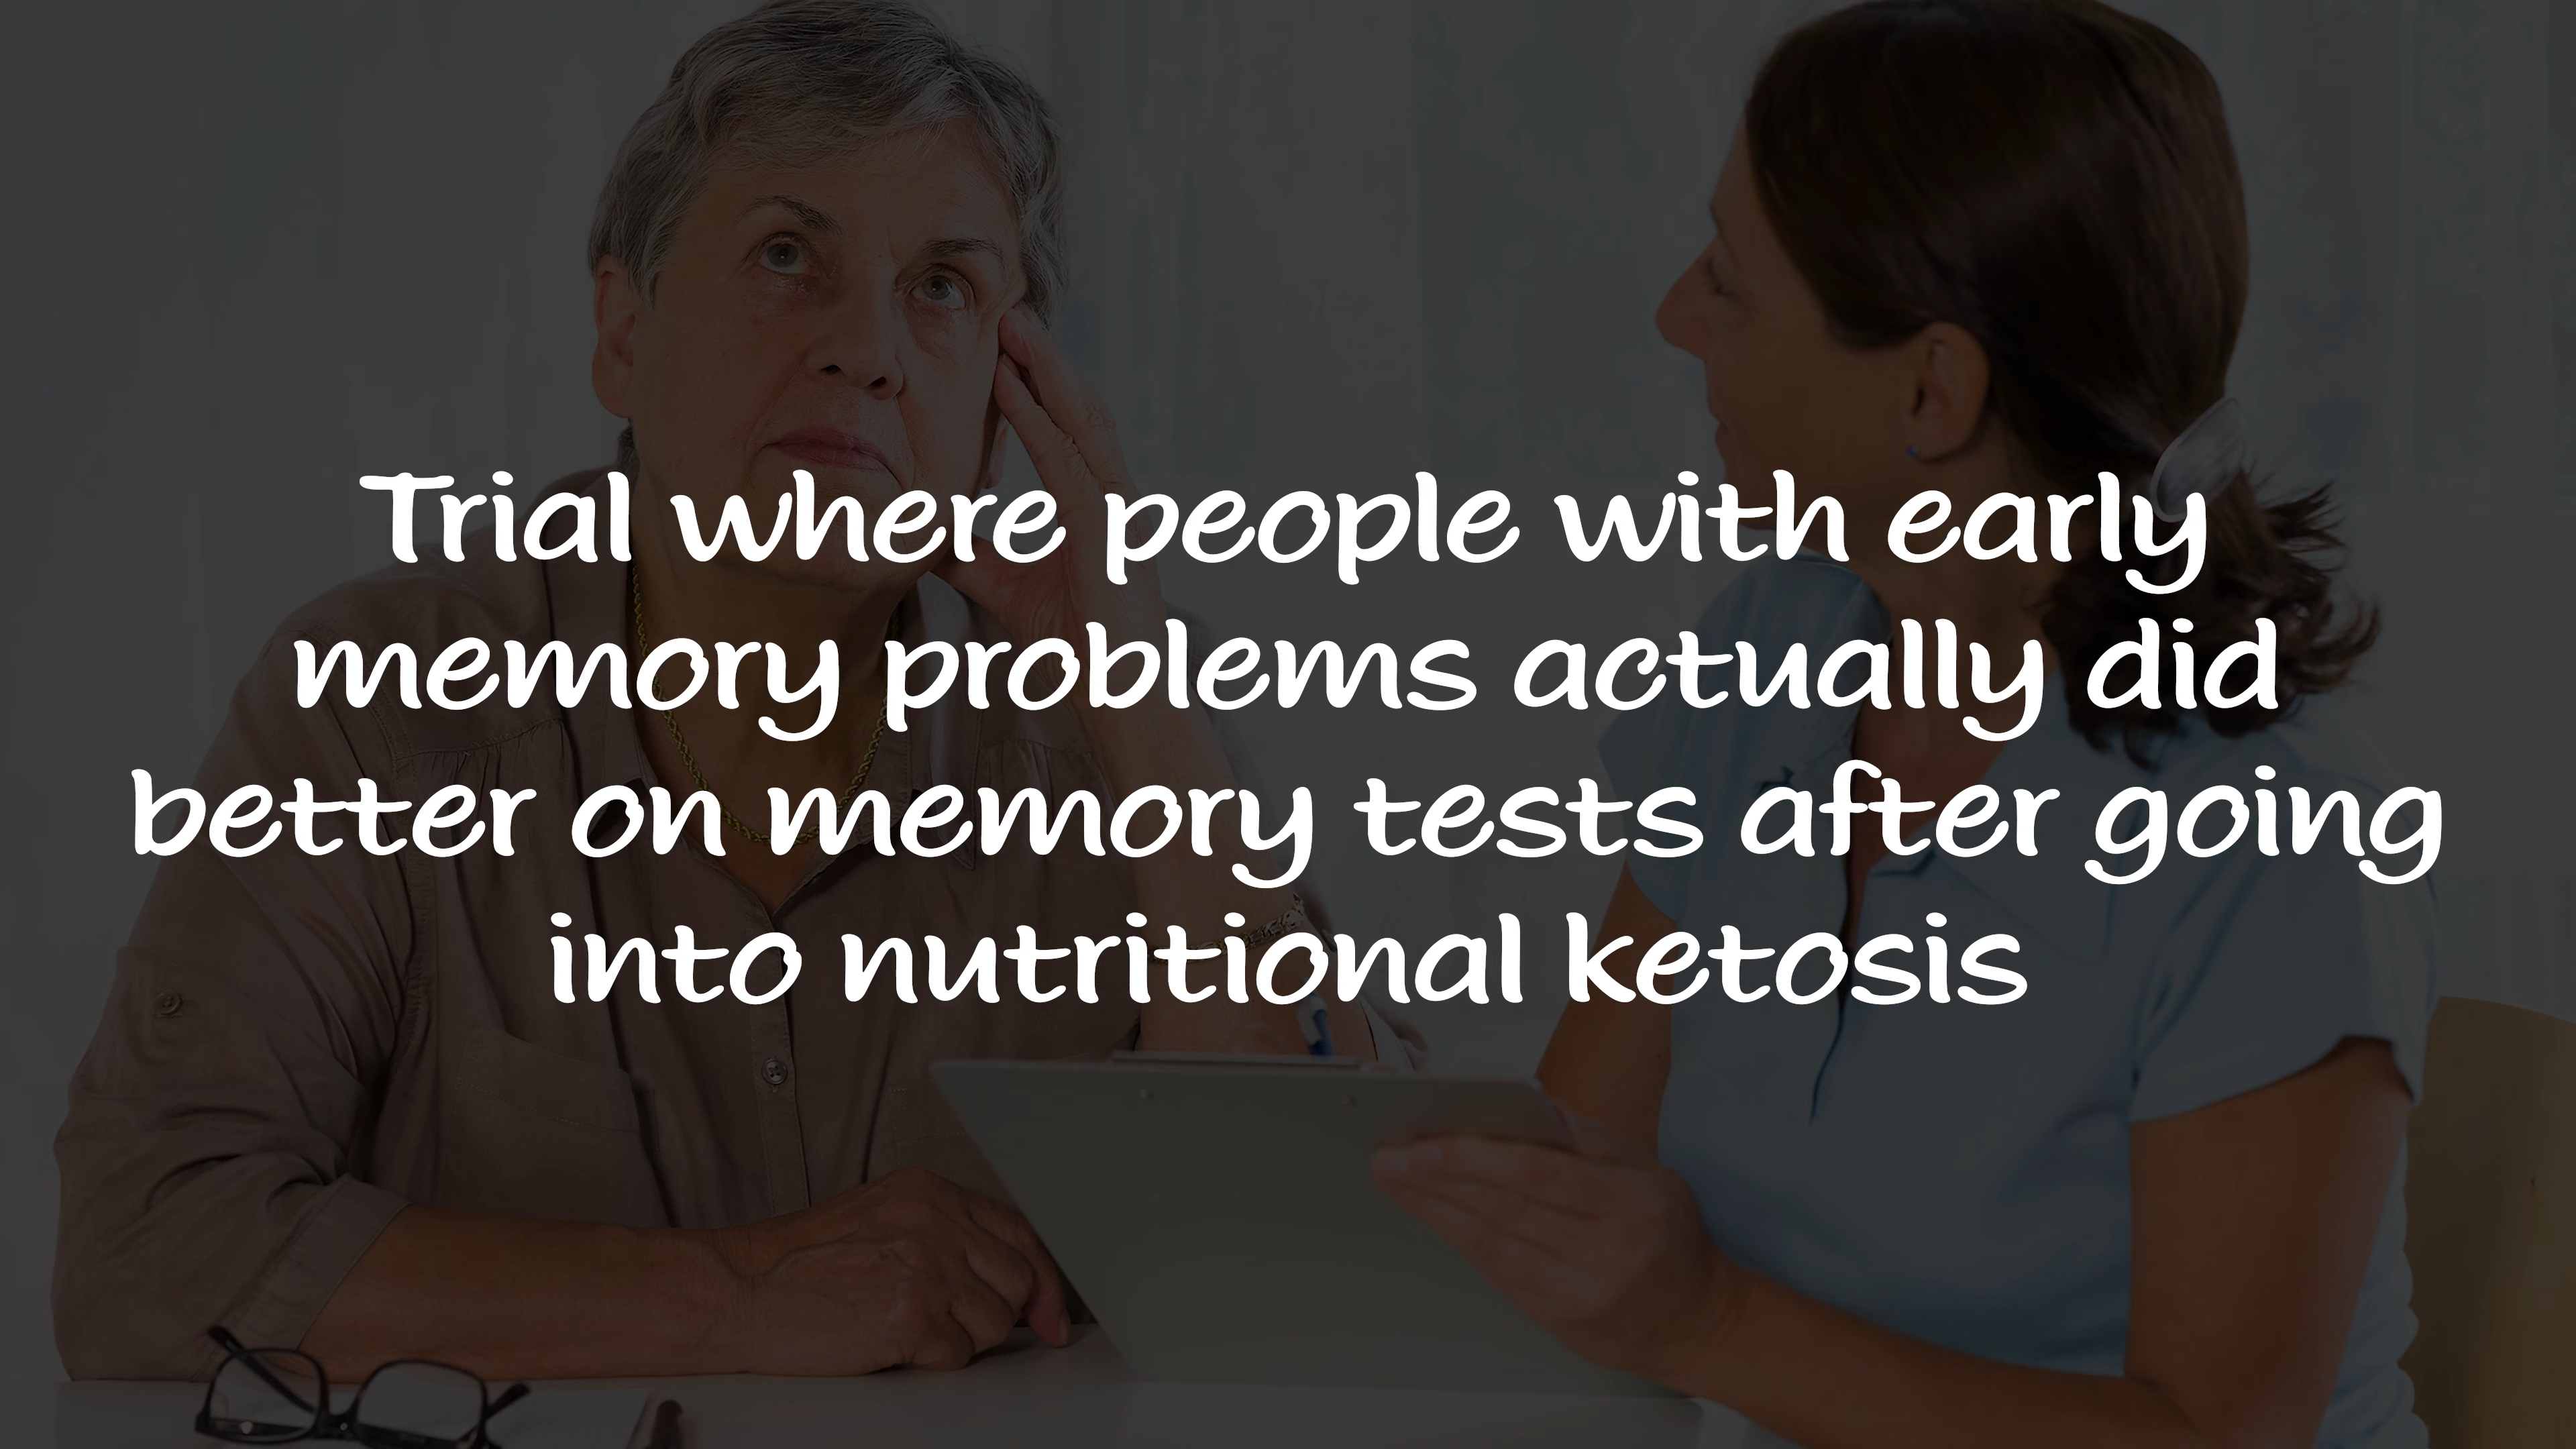 Trial where people with early
memory problems actually did
better on memory tests after going
into nutritional ketosis